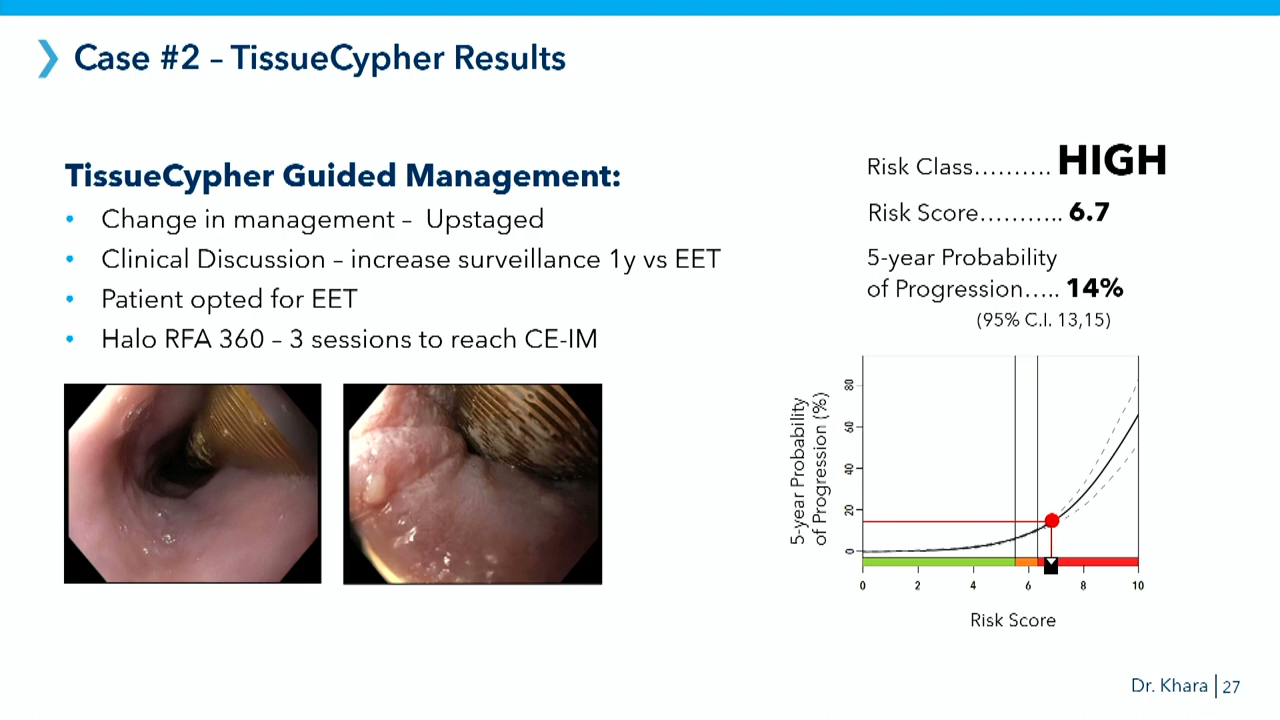 Case #2 – TissueCypher Results
TissueCypher Guided Management:
• Change in management – Upstaged
• Clinical Discussion – increase surveillance 1y vs EET
• Patient opted for EET
• Halo RFA 360 – 3 sessions to reach CE-IM
Risk Class.......... HIGH
Risk Score........... 6.7
5-year Probability
of Progression..... 14%
(95% C.I. 13,15)
5-year Probability
of Progression (%)
80
60
40
20
0
0 2 4 6 8 10
Risk Score
Dr. Khara | 27